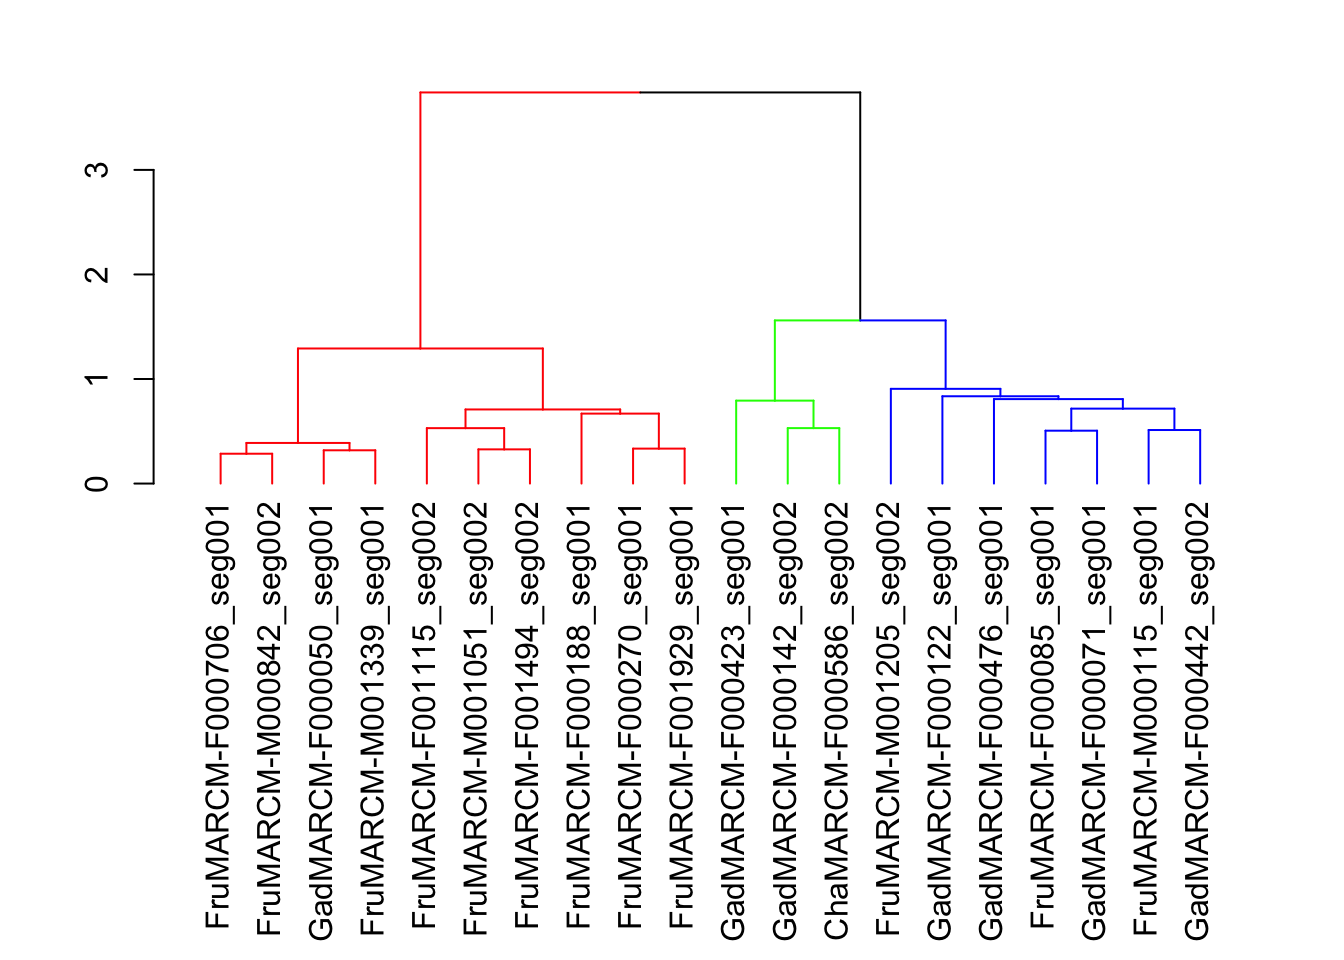 3
2
1
0
FruMARCM-F000706_seg001
FruMARCM-M000842_seg002
GadMARCM-F000050_seg001
FruMARCM-M001339_seg001
FruMARCM-F001115_seg002
FruMARCM-M001051_seg002
FruMARCM-F001494_seg002
FruMARCM-F000188_seg001
FruMARCM-F000270_seg001
FruMARCM-F001929_seg001
GadMARCM-F000423_seg001
GadMARCM-F000142_seg002
ChaMARCM-F000586_seg002
FruMARCM-M001205_seg002
GadMARCM-F000122_seg001
GadMARCM-F000476_seg001
FruMARCM-F000085_seg001
GadMARCM-F000071_seg001
FruMARCM-M000115_seg001
GadMARCM-F000442_seg002